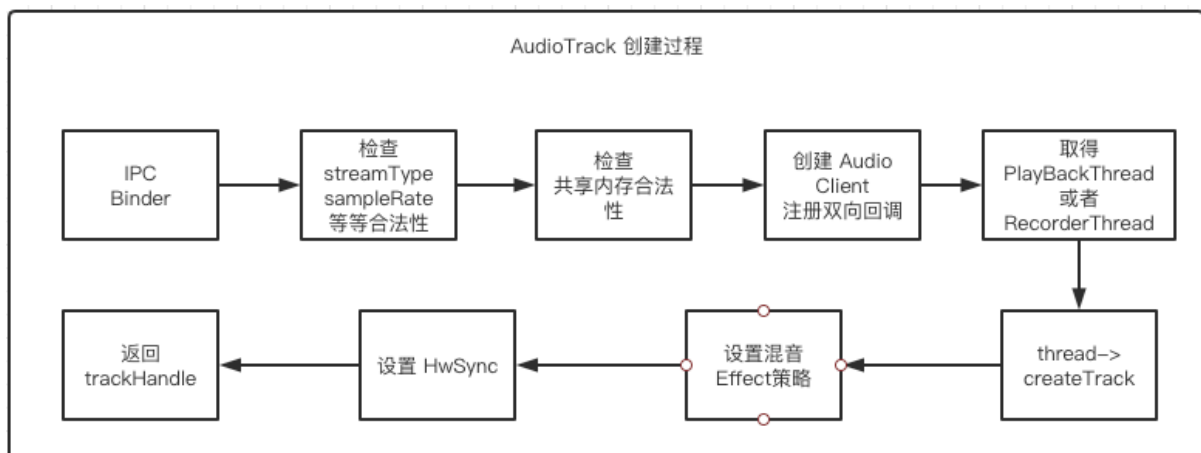 AudioTrack 创建过程
IPC
Binder
检查
streamType
sampleRate
等等合法性
检查
共享内存合法
性
创建 Audio
Client
注册双向回调
取得
PlayBackThread
或者
RecorderThread
thread->
createTrack
设置混音
Effect策略
设置 HwSync
返回
trackHandle